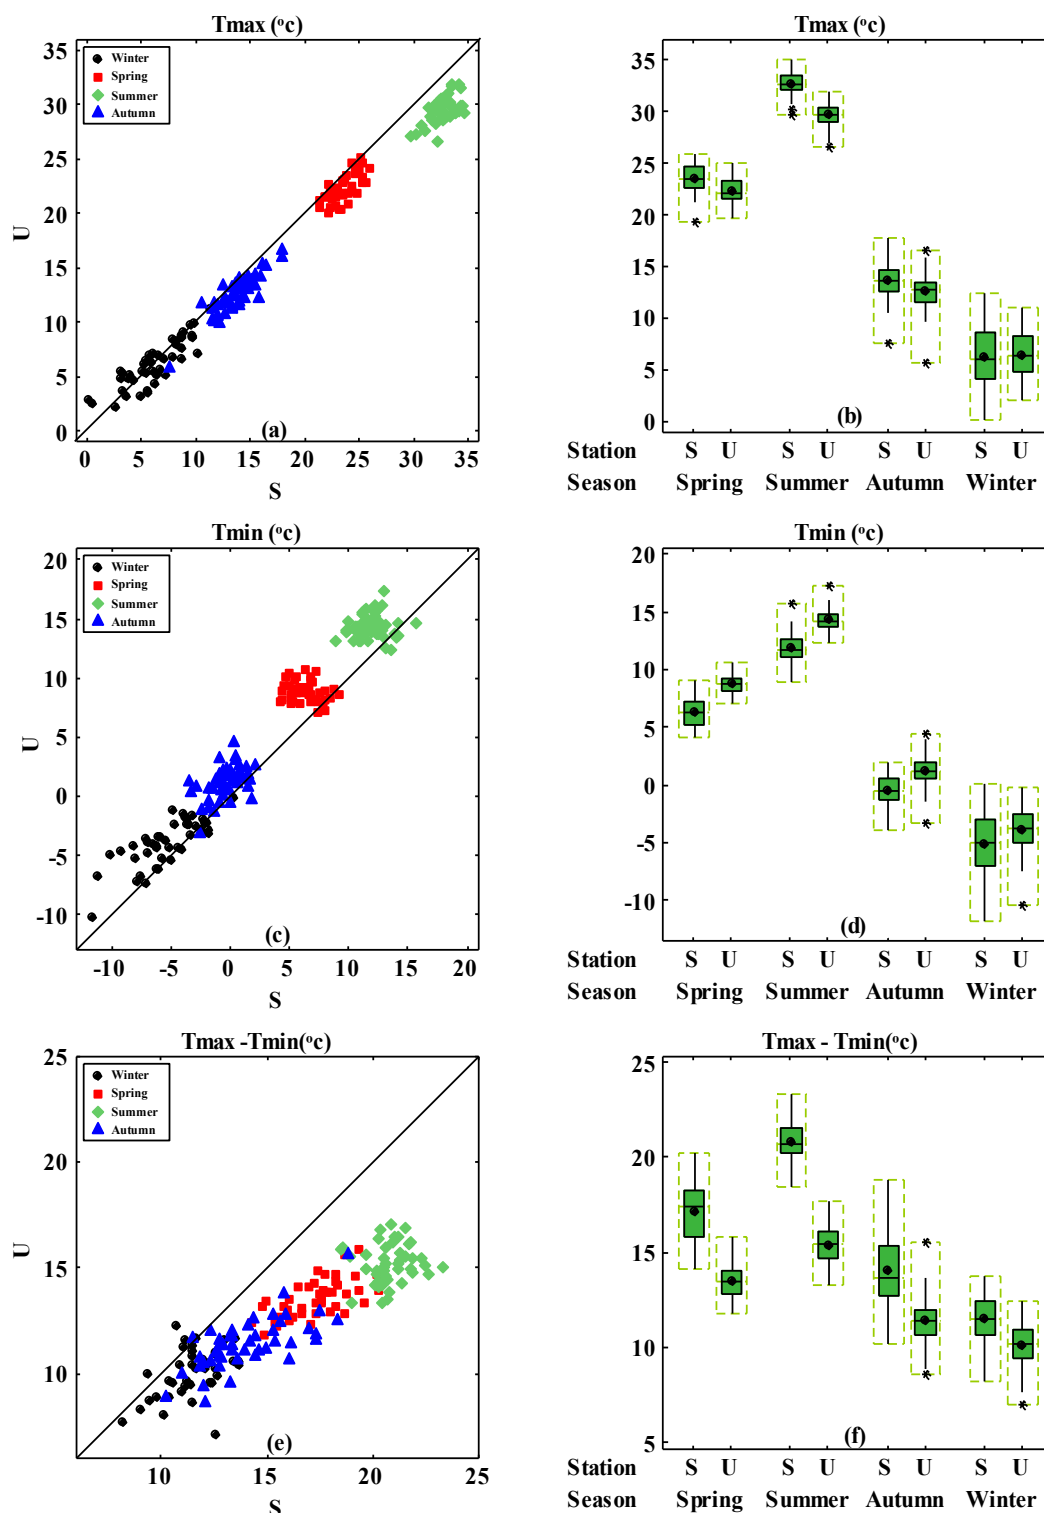 Tmax (°c)
35
30
25
20
15
10
5
0
U
Winter
Spring
Summer
Autumn
(a)
0 5 10 15 20 25 30 35
S
Tmax (°c)
35
30
25
20
15
10
5
0
(b)
Station S U S U S U S U
Season Spring Summer Autumn Winter
Tmin (°c)
20
15
10
5
0
-5
-10
U
Winter
Spring
Summer
Autumn
(c)
-10 -5 0 5 10 15 20
S
Tmin (°c)
20
15
10
5
0
-5
-10
(d)
Station S U S U S U S U
Season Spring Summer Autumn Winter
Tmax -Tmin(°c)
25
20
15
10
U
Winter
Spring
Summer
Autumn
(e)
10 15 20 25
S
Tmax - Tmin(°c)
25
20
15
10
5
(f)
Station S U S U S U S U
Season Spring Summer Autumn Winter